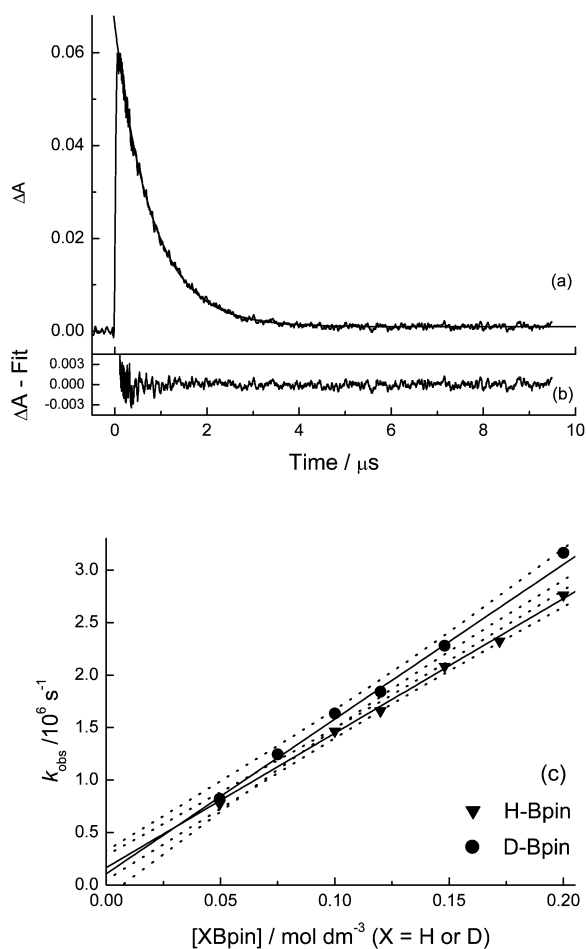 0.06
0.04
0.02
0.00
ΔA
(a)
0.003
0.000
-0.003
ΔA - Fit
(b)
0 2 4 6 8 10
Time / μs
3.0
2.5
2.0
1.5
1.0
0.5
0.0
k_obs /10⁶ s⁻¹
(c)
H-Bpin
D-Bpin
0.00 0.05 0.10 0.15 0.20
[XBpin] / mol dm⁻³ (X = H or D)